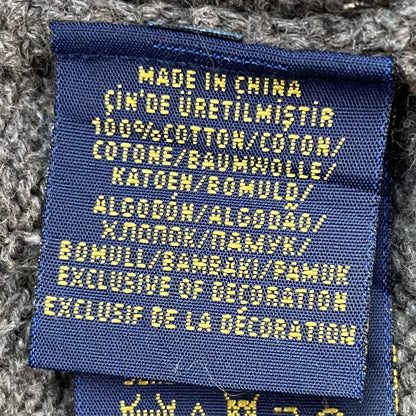 MADE IN CHINA
ÇİN'DE ÜRETİLMİŞTİR
100%COTTON/COTON/
COTONE/BAUMWOLLE/
KATOEN/BOMULD/
ALGODÓN/ALGODÃO/
ХЛОПОК/ПАМУК/
BOMULL/BAMBAKI/PAMUK
EXCLUSIVE OF DECORATION
EXCLUSIF DE LA DÉCORATION